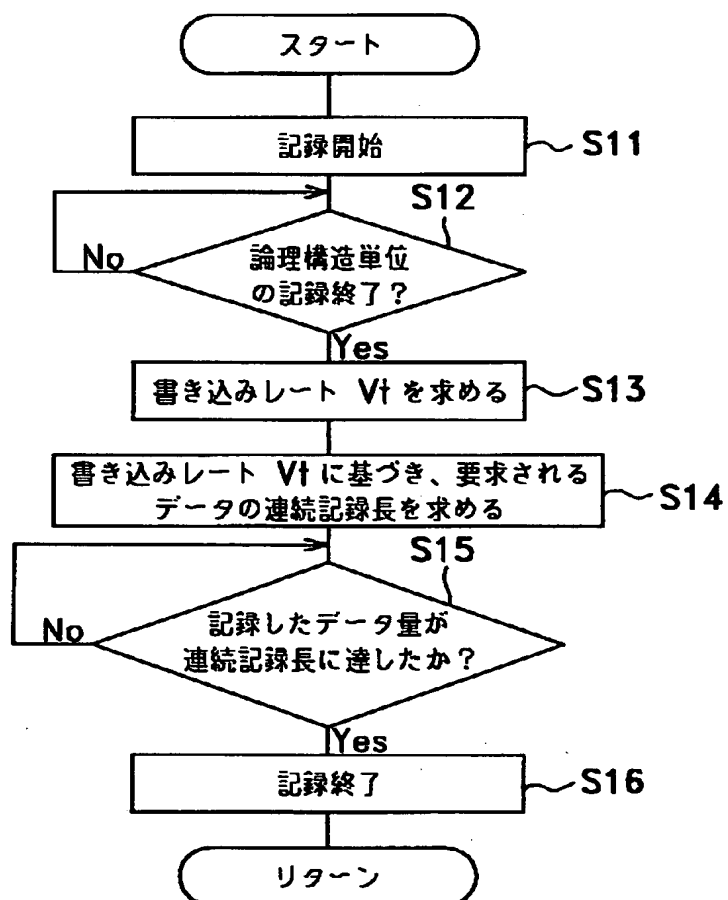 スタート
記録開始
S11
S12
論理構造単位
の記録終了？
No
Yes
書き込みレート Vt を求める
S13
書き込みレート Vt に基づき、要求される
データの連続記録長を求める
S14
S15
記録したデータ量が
連続記録長に達したか？
No
Yes
記録終了
S16
リターン